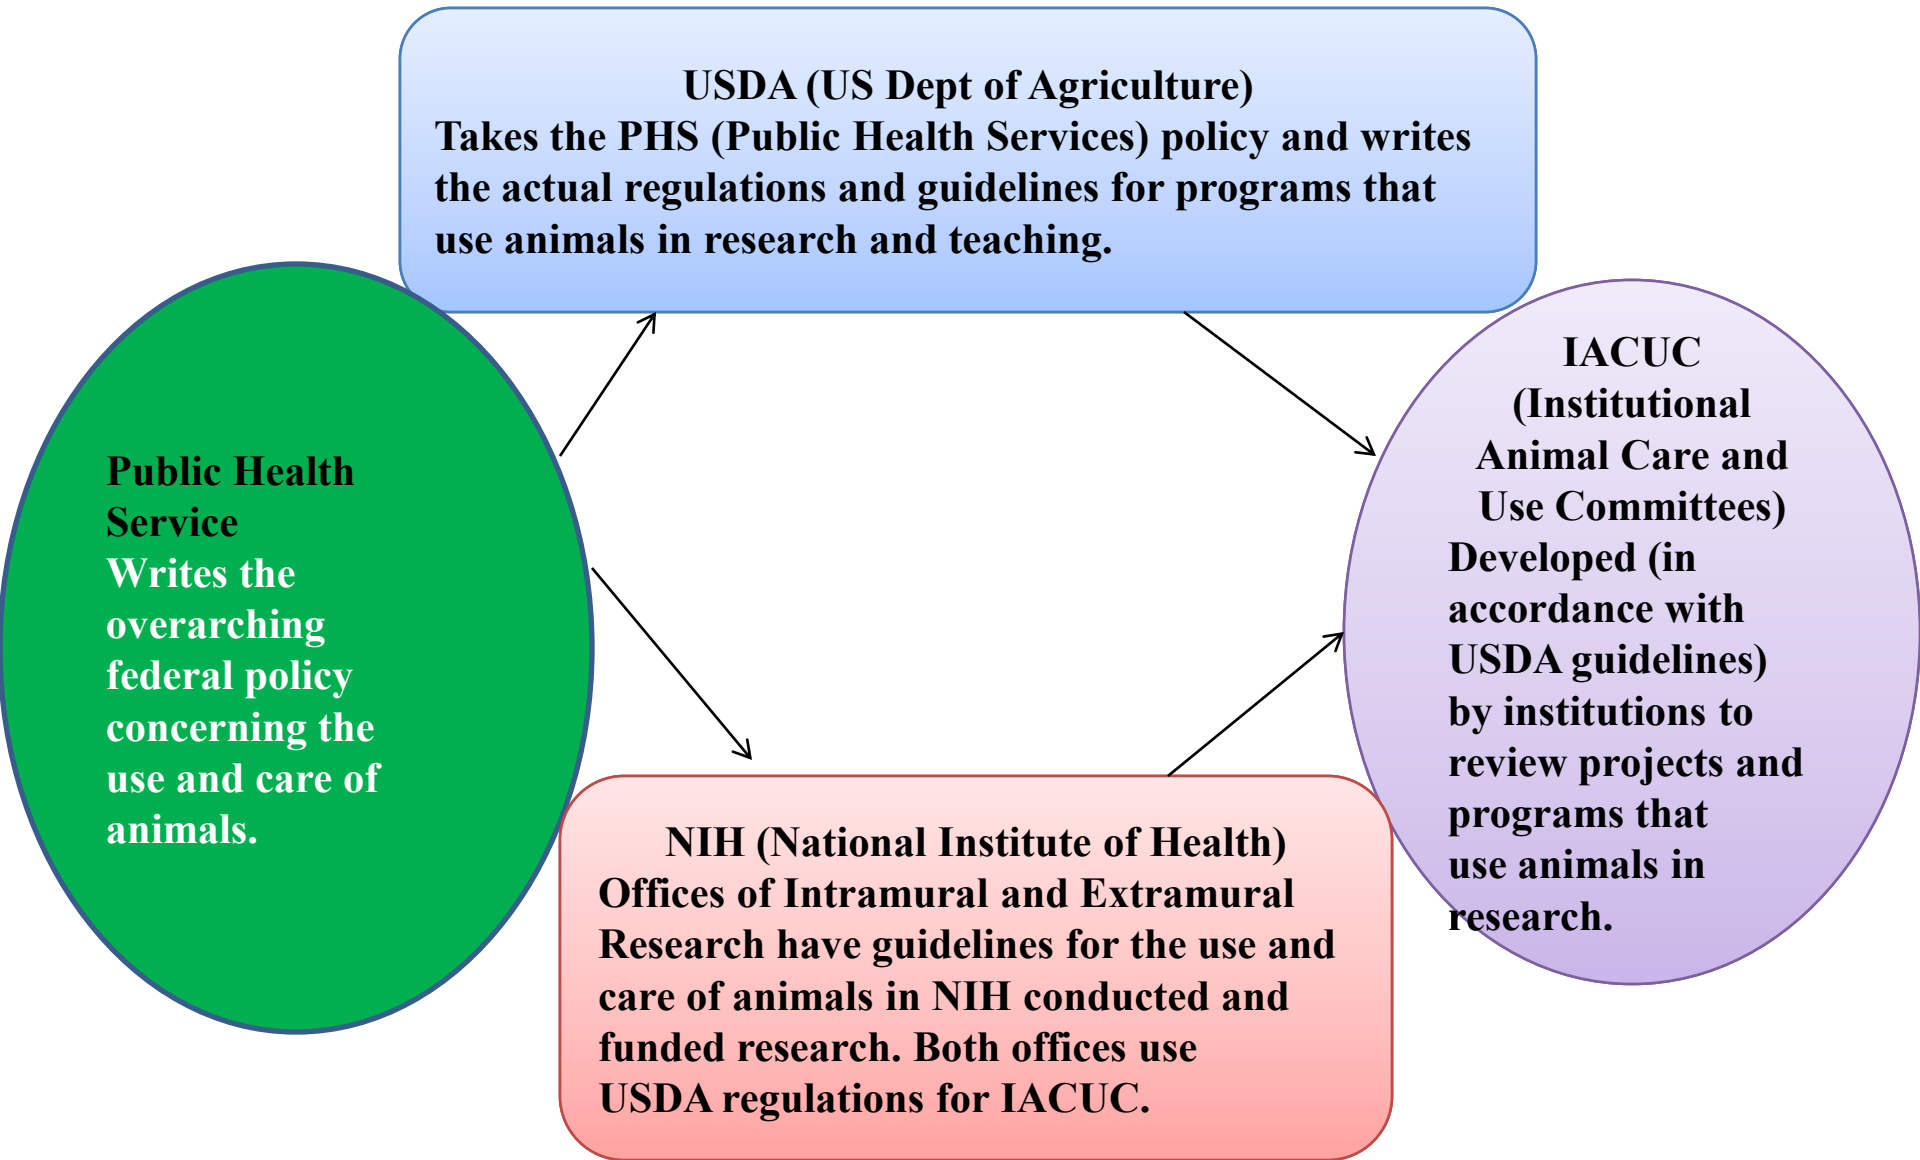 USDA (US Dept of Agriculture)
Takes the PHS (Public Health Services) policy and writes
the actual regulations and guidelines for programs that
use animals in research and teaching.
Public Health
Service
Writes the
overarching
federal policy
concerning the
use and care of
animals.
IACUC
(Institutional
Animal Care and
Use Committees)
Developed (in
accordance with
USDA guidelines)
by institutions to
review projects and
programs that
use animals in
research.
NIH (National Institute of Health)
Offices of Intramural and Extramural
Research have guidelines for the use and
care of animals in NIH conducted and
funded research. Both offices use
USDA regulations for IACUC.